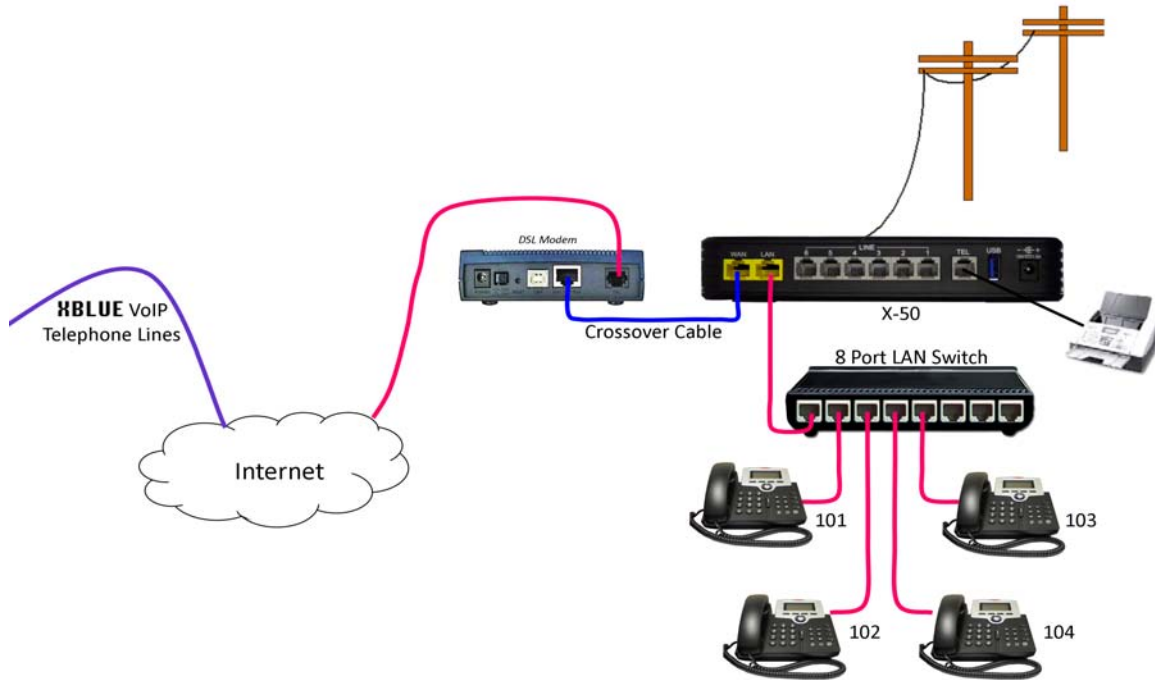 DSL Modem
WAN
LAN
LINE
6 5 4 3 2 1
TEL
USB
X-50
Crossover Cable
XBLUE VoIP
Telephone Lines
8 Port LAN Switch
Internet
101
103
102
104